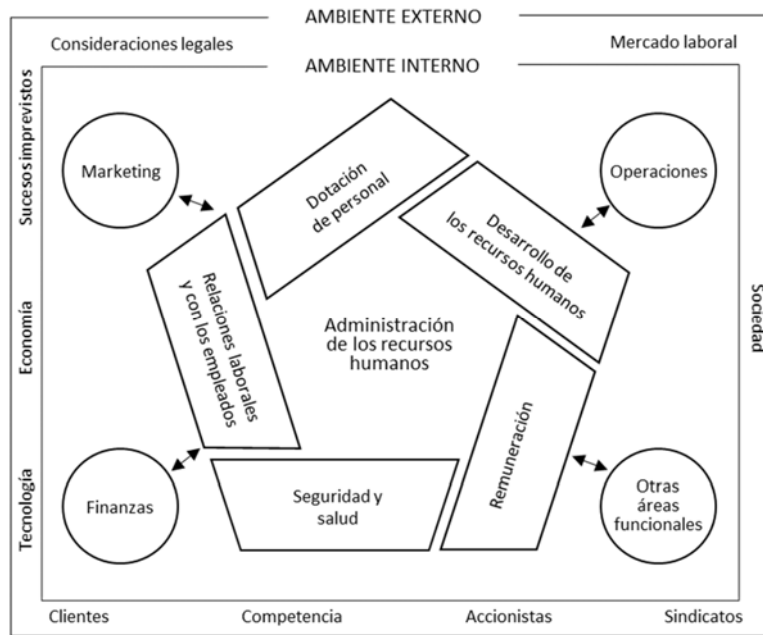 AMBIENTE EXTERNO
Consideraciones legales
Mercado laboral
AMBIENTE INTERNO
Suceso simprevistos
Economía
Tecnología
Marketing
Operaciones
Dotación
de personal
Desarrollo de
los recursos humanos
Relaciones laborales
y con los empleados
Administración
de los recursos
humanos
Sociedad
Remuneración
Seguridad y
salud
Finanzas
Otras
áreas
funcionales
Clientes
Competencia
Accionistas
Sindicatos